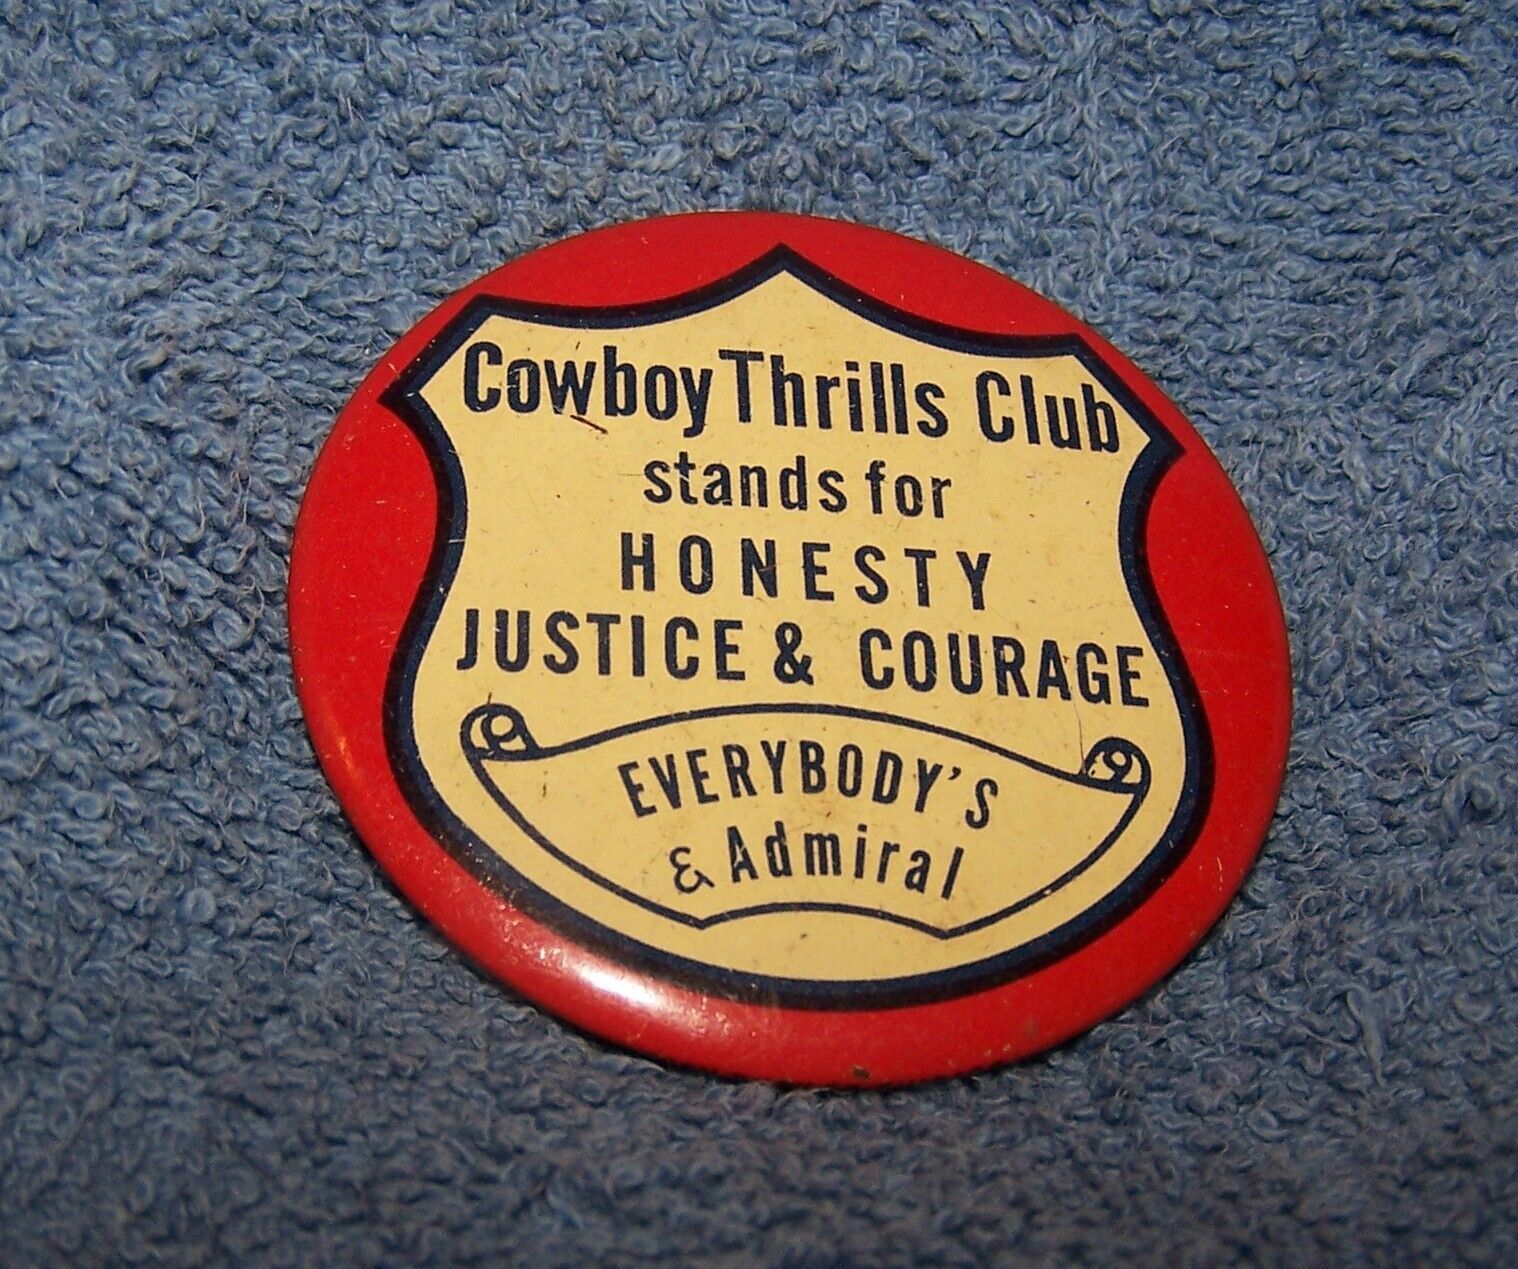 Cowboy Thrills Club
stands for
HONESTY
JUSTICE & COURAGE
EVERYBODY'S
& Admiral